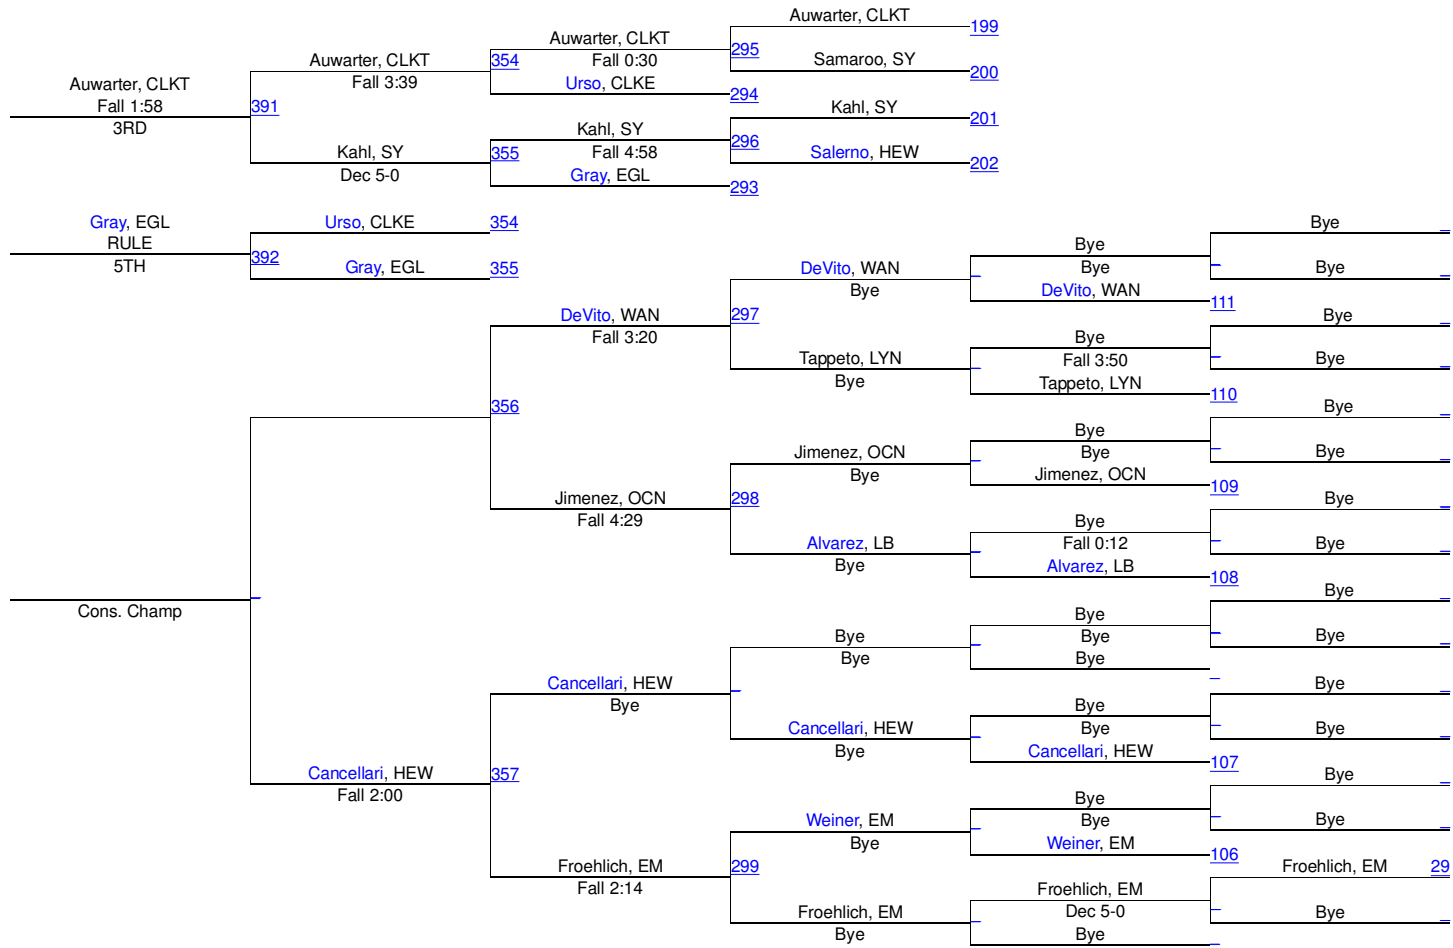 Auwarter, CLKT
199
Auwarter, CLKT
295
Auwarter, CLKT
354
Fall 0:30
Samaroo, SY
200
Auwarter, CLKT
Fall 3:39
Urso, CLKE
294
Fall 1:58
391
Kahl, SY
201
3RD
Kahl, SY
296
Kahl, SY
355
Fall 4:58
Salerno, HEW
202
Dec 5-0
Gray, EGL
293
Gray, EGL
Urso, CLKE
354
Bye
RULE
392
Bye
5TH
Gray, EGL
355
DeVito, WAN
Bye
Bye
Bye
DeVito, WAN
111
DeVito, WAN
297
Bye
Fall 3:20
Bye
Tappeto, LYN
Fall 3:50
Bye
Bye
Tappeto, LYN
110
356
Bye
Bye
Jimenez, OCN
Bye
Bye
Bye
Jimenez, OCN
109
Jimenez, OCN
298
Bye
Fall 4:29
Bye
Alvarez, LB
Fall 0:12
Bye
Bye
Alvarez, LB
108
Bye
Cons. Champ
Bye
Bye
Bye
Bye
Bye
Bye
Cancellari, HEW
Bye
Bye
Bye
Cancellari, HEW
Bye
Bye
Bye
Cancellari, HEW
107
Cancellari, HEW
357
Bye
Fall 2:00
Bye
Weiner, EM
Bye
Bye
Bye
Weiner, EM
106
Froehlich, EM
299
Froehlich, EM
29
Fall 2:14
Froehlich, EM
Froehlich, EM
Dec 5-0
Bye
Bye
Bye